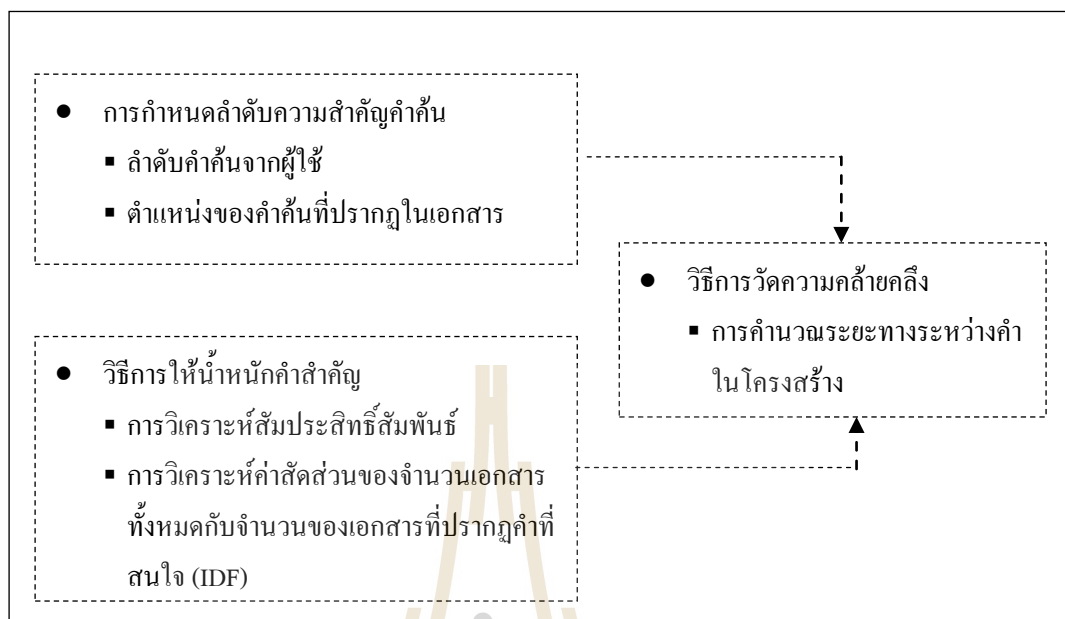 ● การกำหนดลำดับความสำคัญคำค้น
▪ ลำดับคำค้นจากผู้ใช้
▪ ตำแหน่งของคำค้นที่ปรากฏในเอกสาร
● วิธีการให้น้ำหนักคำสำคัญ
▪ การวิเคราะห์สัมประสิทธิ์สัมพันธ์
▪ การวิเคราะห์ค่าสัดส่วนของจำนวนเอกสาร
ทั้งหมดกับจำนวนของเอกสารที่ปรากฏคำที่
สนใจ (IDF)
● วิธีการวัดความคล้ายคลึง
▪ การคำนวณระยะทางระหว่างคำ
ในโครงสร้าง